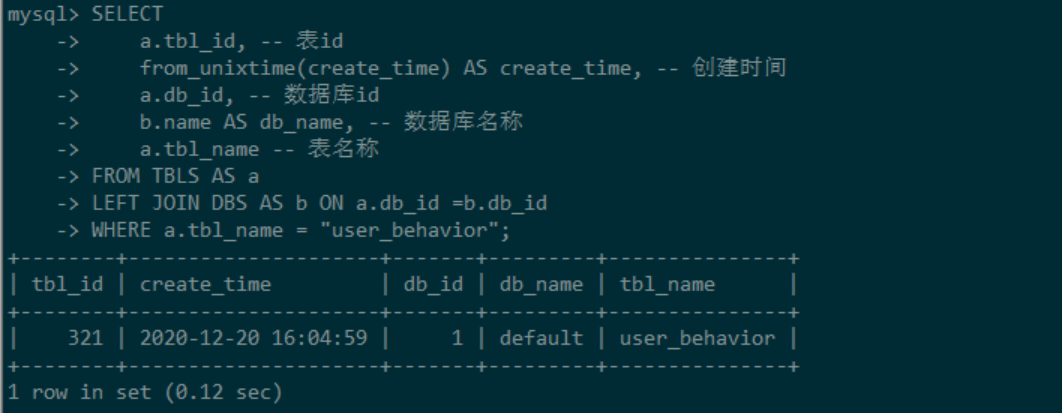 mysql> SELECT
    ->     a.tbl_id, -- 表id
    ->     from_unixtime(create_time) AS create_time, -- 创建时间
    ->     a.db_id, -- 数据库id
    ->     b.name AS db_name, -- 数据库名称
    ->     a.tbl_name -- 表名称
    -> FROM TBLS AS a
    -> LEFT JOIN DBS AS b ON a.db_id =b.db_id
    -> WHERE a.tbl_name = "user_behavior";
+--------+---------------------+-------+---------+---------------+
| tbl_id | create_time         | db_id | db_name | tbl_name      |
+--------+---------------------+-------+---------+---------------+
|    321 | 2020-12-20 16:04:59 |     1 | default | user_behavior |
+--------+---------------------+-------+---------+---------------+
1 row in set (0.12 sec)